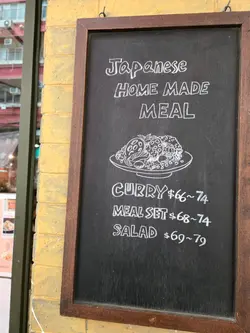 Japanese
HOME MADE
MEAL
CURRY $66~74
MEAL SET $68~74
SALAD $69~79